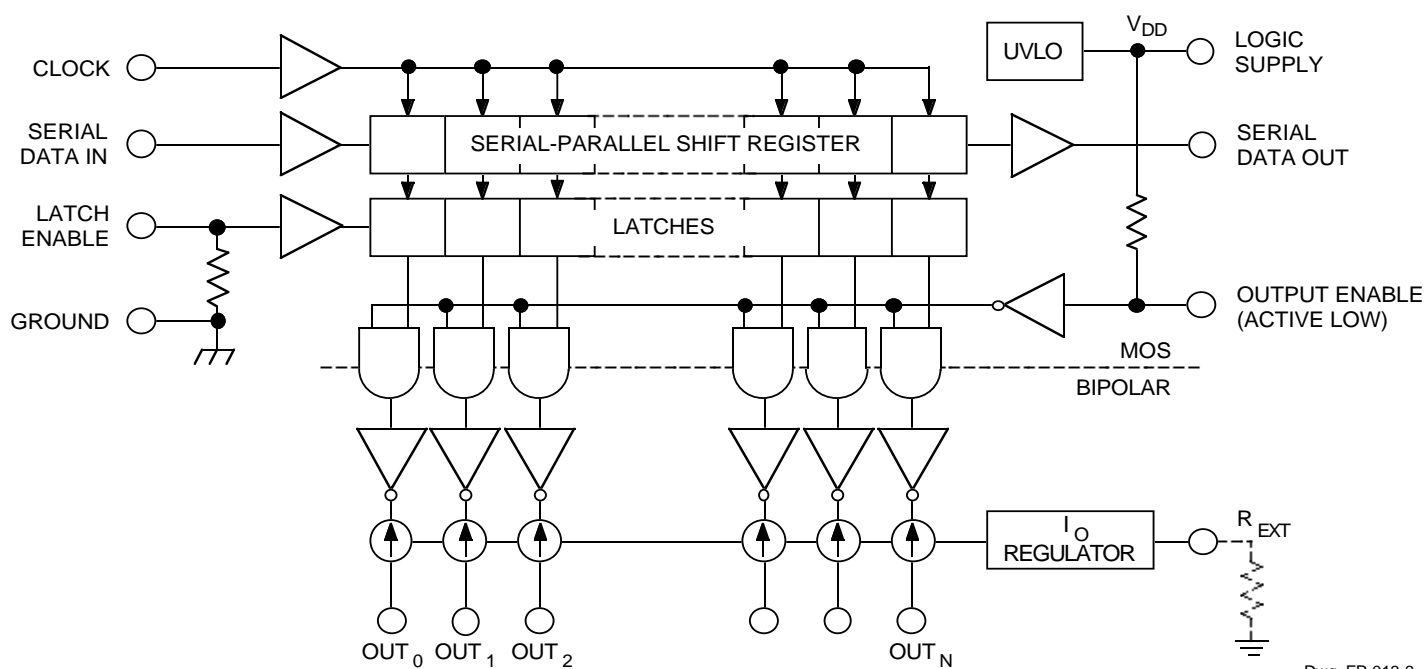 CLOCK
SERIAL
DATA IN
LATCH
ENABLE
GROUND
SERIAL-PARALLEL SHIFT REGISTER
LATCHES
UVLO
VDD
LOGIC
SUPPLY
SERIAL
DATA OUT
OUTPUT ENABLE
(ACTIVE LOW)
MOS
BIPOLAR
IO
REGULATOR
REXT
OUT0
OUT1
OUT2
OUTN